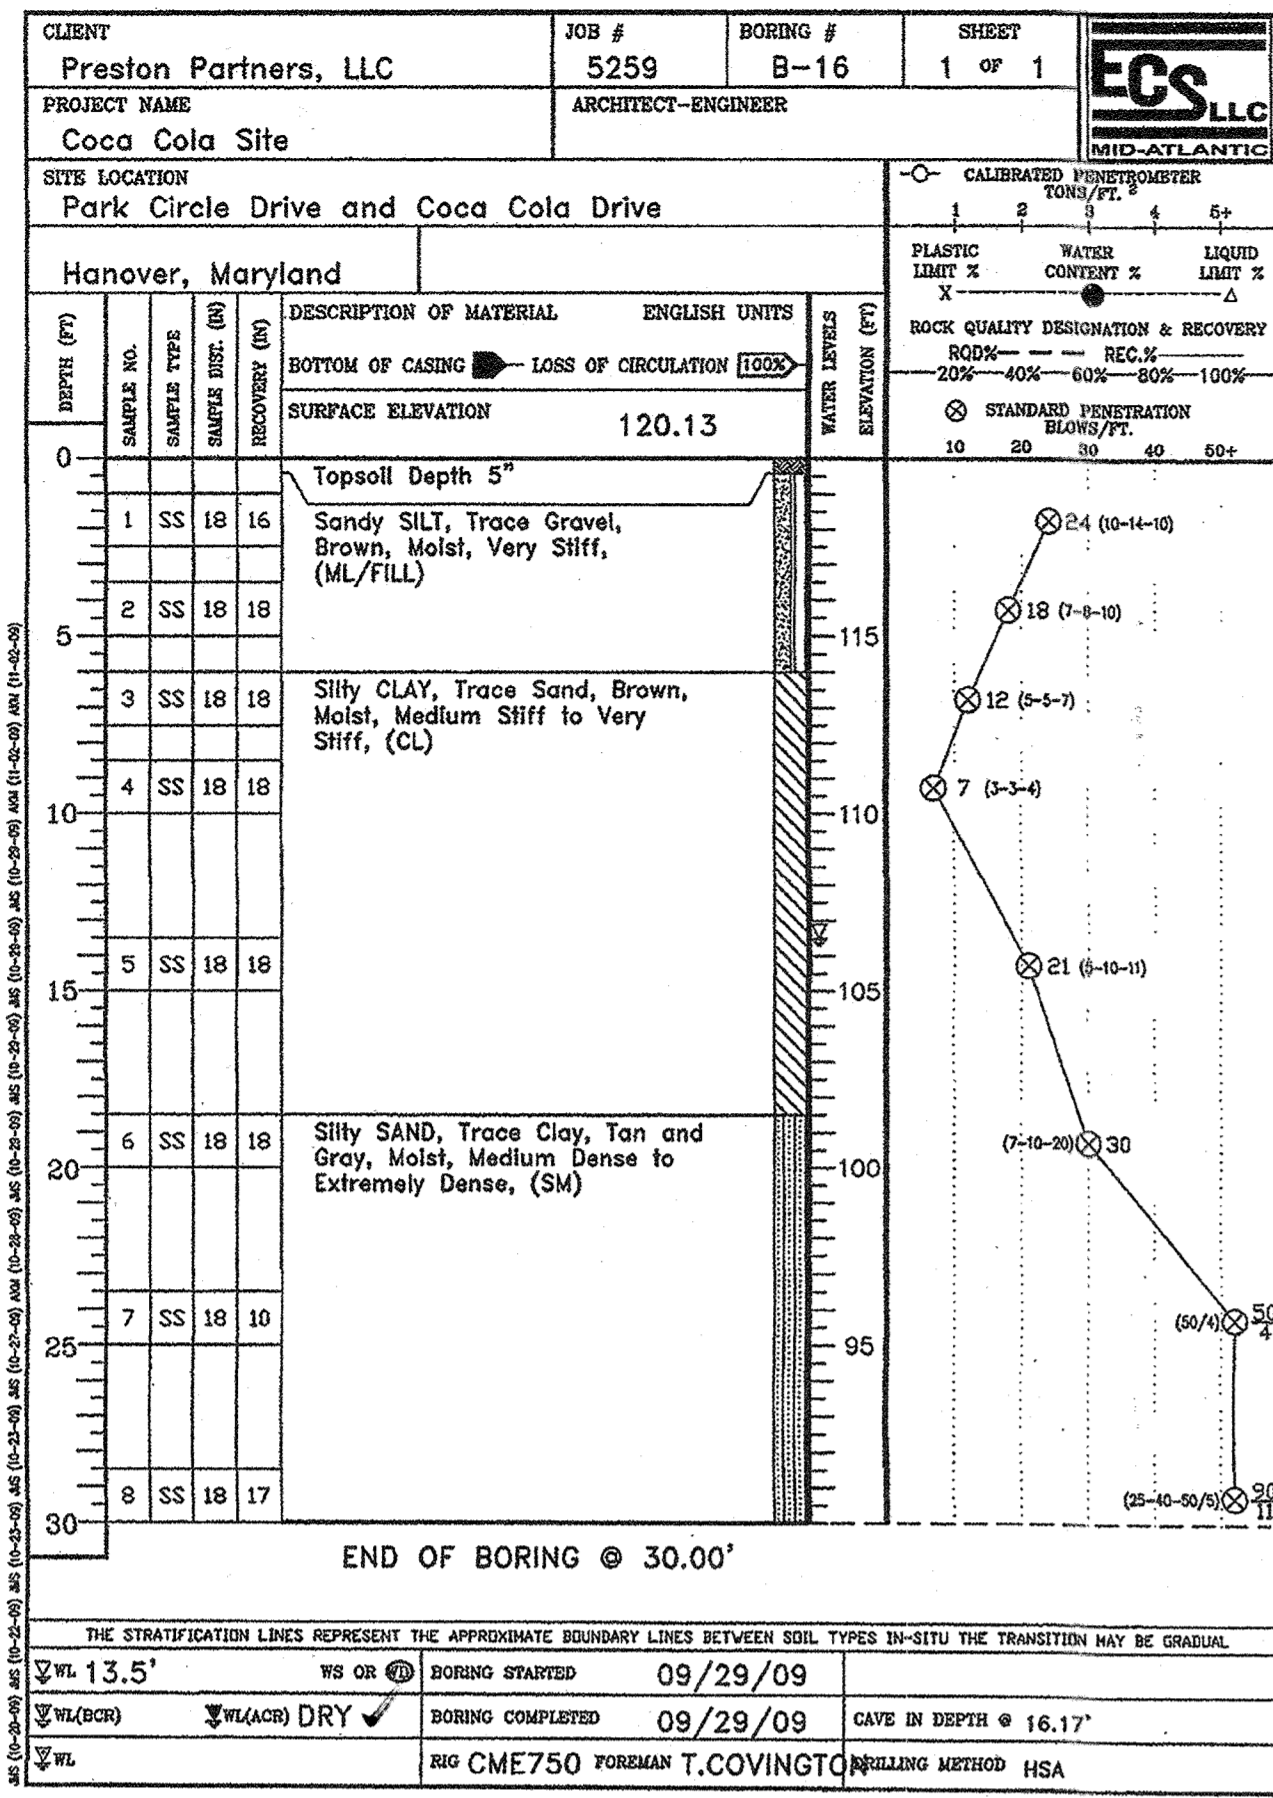 CLIENT
Preston Partners, LLC
JOB #
5259
BORING #
B-16
SHEET
1 OF 1
ECS LLC
MID-ATLANTIC
PROJECT NAME
Coca Cola Site
ARCHITECT-ENGINEER
SITE LOCATION
Park Circle Drive and Coca Cola Drive
Hanover, Maryland
CALIBRATED PENETROMETER
TONS/FT. 2
1 2 3 4 5+
PLASTIC LIMIT % WATER CONTENT % LIQUID LIMIT %
X
ROCK QUALITY DESIGNATION & RECOVERY
RQD% REC.%
20% 40% 60% 80% 100%
STANDARD PENETRATION
BLOWS/FT.
10 20 30 40 50+
DEPTH (FT)
SAMPLE NO.
SAMPLE TYPE
SAMPLE DIST. (IN)
RECOVERY (IN)
DESCRIPTION OF MATERIAL ENGLISH UNITS
BOTTOM OF CASING LOSS OF CIRCULATION 100%
SURFACE ELEVATION 120.13
WATER LEVELS
ELEVATION (FT)
0
Topsoil Depth 5"
1 SS 18 16
Sandy SILT, Trace Gravel,
Brown, Moist, Very Stiff,
(ML/FILL)
24 (10-14-10)
2 SS 18 18
18 (7-8-10)
5
115
3 SS 18 18
Silty CLAY, Trace Sand, Brown,
Moist, Medium Stiff to Very
Stiff, (CL)
12 (5-5-7)
4 SS 18 18
7 (3-3-4)
10
110
5 SS 18 18
21 (5-10-11)
15
105
6 SS 18 18
Silty SAND, Trace Clay, Tan and
Gray, Moist, Medium Dense to
Extremely Dense, (SM)
(7-10-20) 30
20
100
7 SS 18 10
(50/4) 50/4
25
95
8 SS 18 17
(25-40-50/5) 90/11
30
END OF BORING @ 30.00'
THE STRATIFICATION LINES REPRESENT THE APPROXIMATE BOUNDARY LINES BETWEEN SOIL TYPES IN-SITU THE TRANSITION MAY BE GRADUAL
WL 13.5' WS OR WD
BORING STARTED 09/29/09
WL(BCR) WL(ACR) DRY
BORING COMPLETED 09/29/09
CAVE IN DEPTH @ 16.17'
WL
RIG CME750 FOREMAN T.COVINGTON
DRILLING METHOD HSA